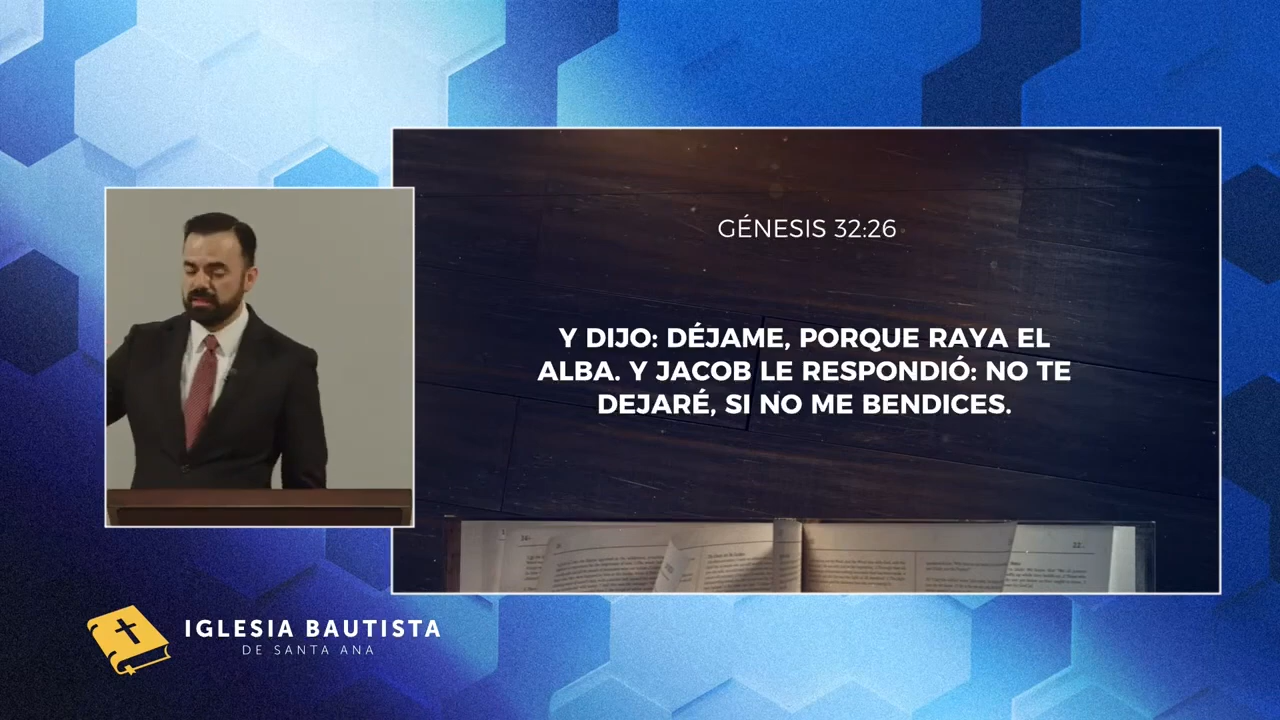 GÉNESIS 32:26
Y DIJO: DÉJAME, PORQUE RAYA EL
ALBA. Y JACOB LE RESPONDIÓ: NO TE
DEJARÉ, SI NO ME BENDICES.
IGLESIA BAUTISTA
DE SANTA ANA